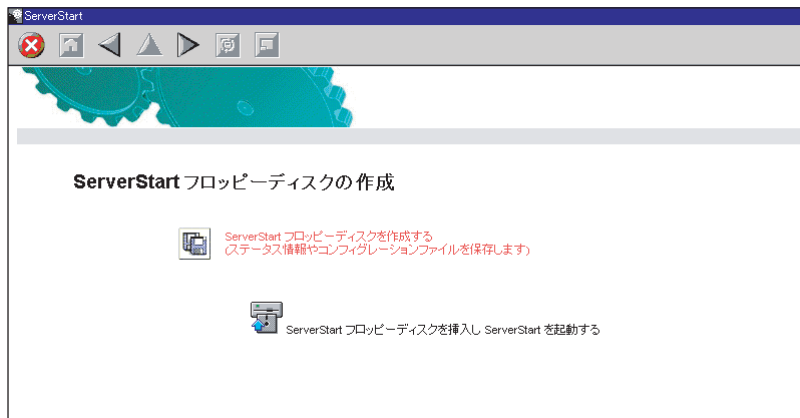 ServerStart
ServerStart フロッピーディスクの作成
ServerStart フロッピーディスクを作成する
(ステータス情報やコンフィグレーションファイルを保存します)
ServerStart フロッピーディスクを挿入し ServerStart を起動する